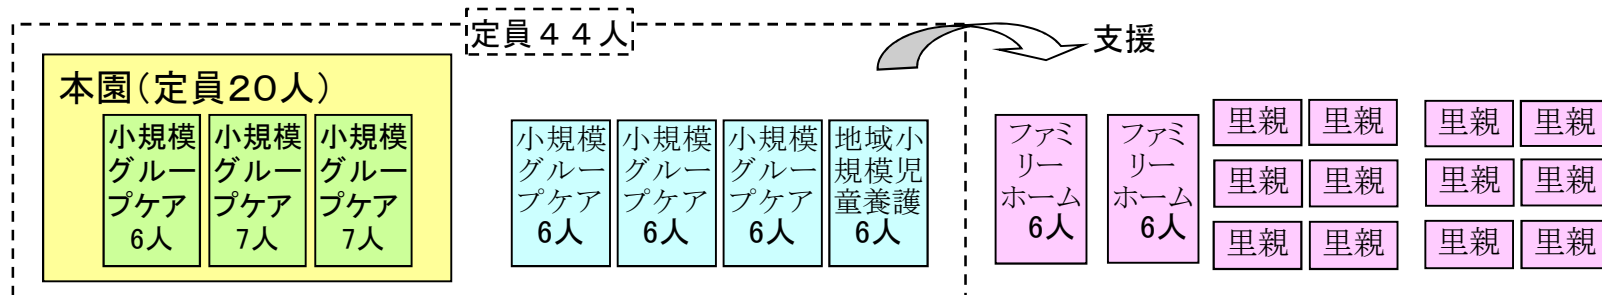 定員４４人
支援
本園(定員20人)
小規模
グルー
プケア
6人
小規模
グルー
プケア
7人
小規模
グルー
プケア
7人
小規模
グルー
プケア
6人
小規模
グルー
プケア
6人
小規模
グルー
プケア
6人
地域小
規模児
童養護
6人
ファミ
リー
ホーム
6人
ファミ
リー
ホーム
6人
里親
里親
里親
里親
里親
里親
里親
里親
里親
里親
里親
里親